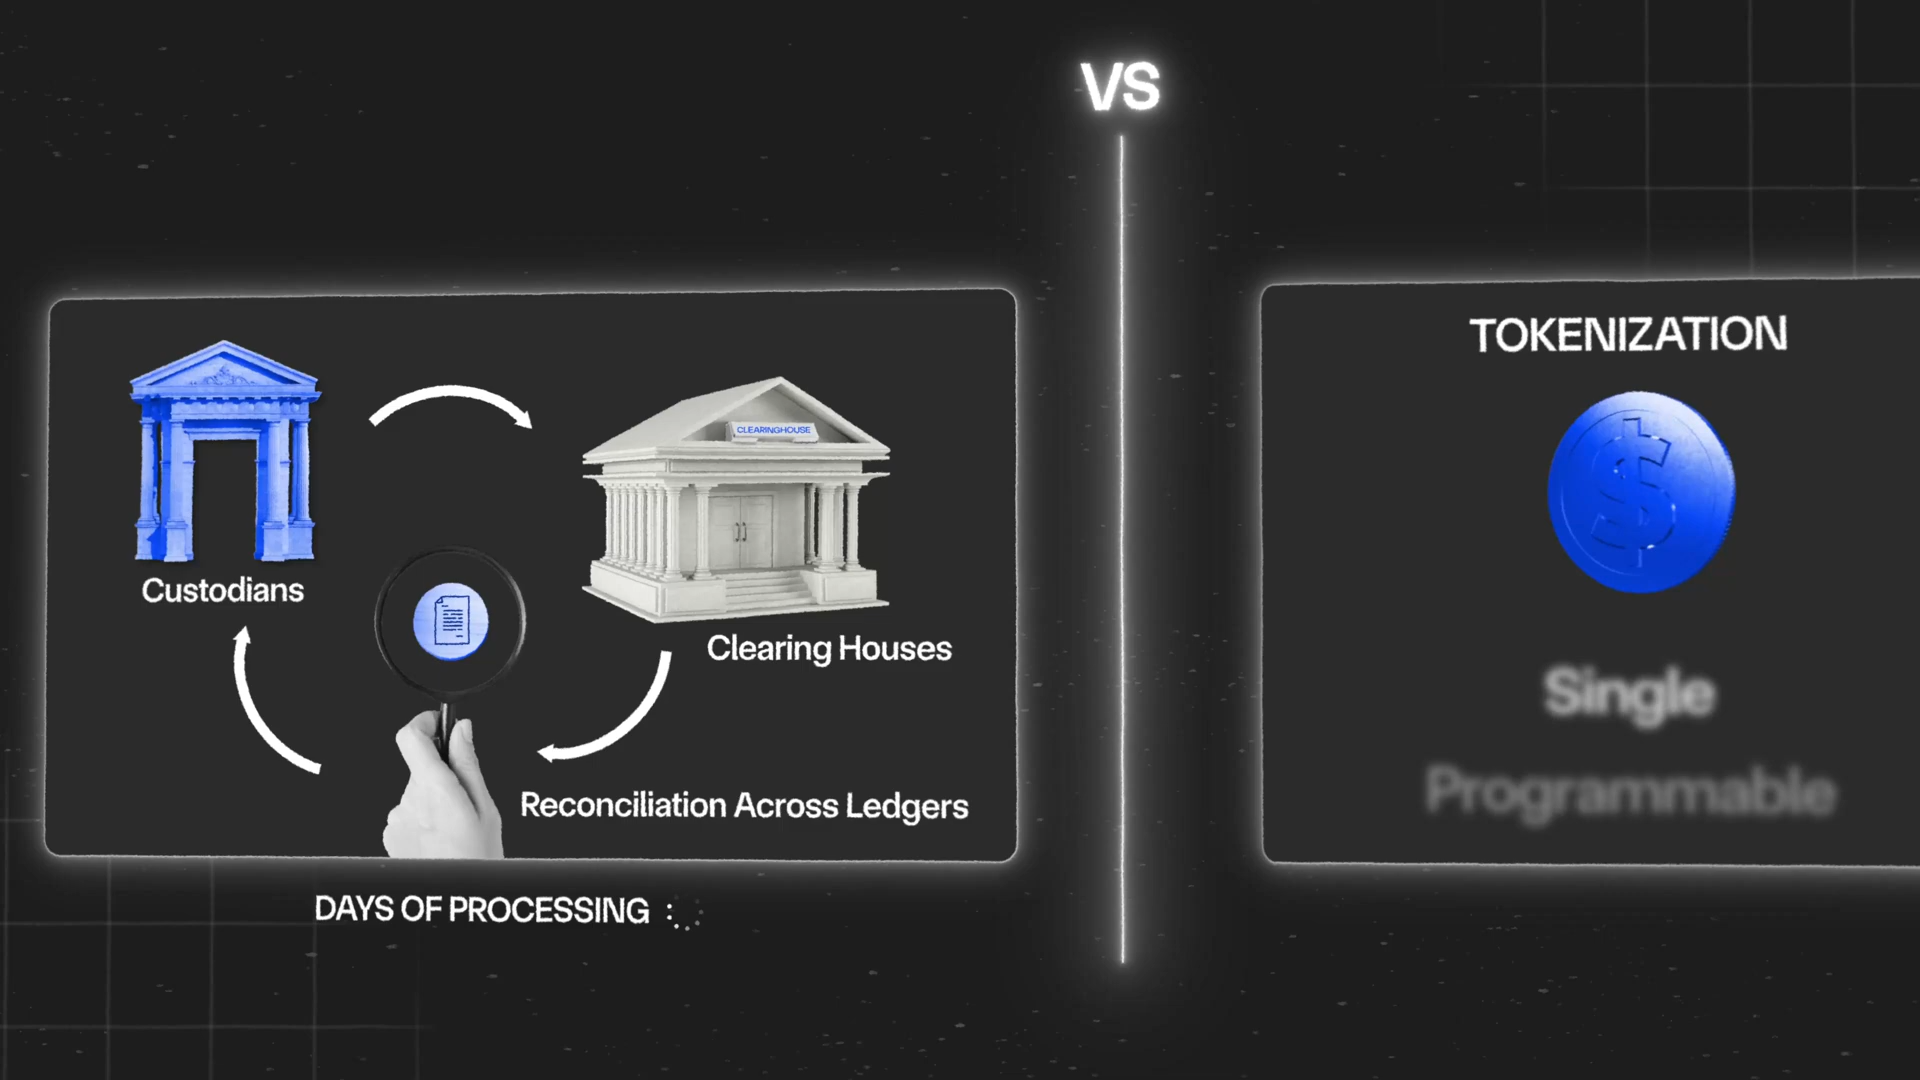 VS
CLEARINGHOUSE
Custodians
Clearing Houses
Reconciliation Across Ledgers
DAYS OF PROCESSING :
TOKENIZATION
Single
Programmable